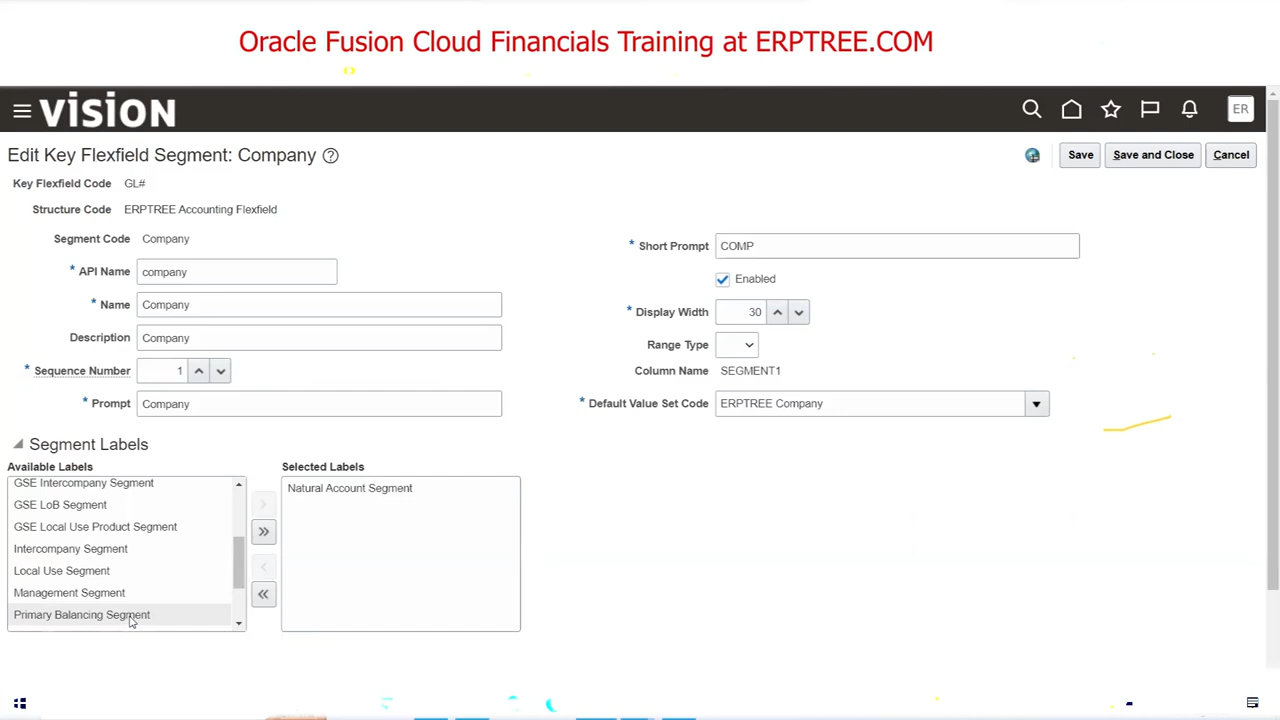 Oracle Fusion Cloud Financials Training at ERPTREE.COM
VISION
ER
Edit Key Flexfield Segment: Company
Save
Save and Close
Cancel
Key Flexfield Code GL#
Structure Code ERPTREE Accounting Flexfield
Segment Code Company
* API Name company
* Name Company
Description Company
* Sequence Number 1
* Prompt Company
* Short Prompt COMP
Enabled
* Display Width 30
Range Type
Column Name SEGMENT1
* Default Value Set Code ERPTREE Company
Segment Labels
Available Labels
GSE Intercompany Segment
GSE LoB Segment
GSE Local Use Product Segment
Intercompany Segment
Local Use Segment
Management Segment
Primary Balancing Segment
Selected Labels
Natural Account Segment